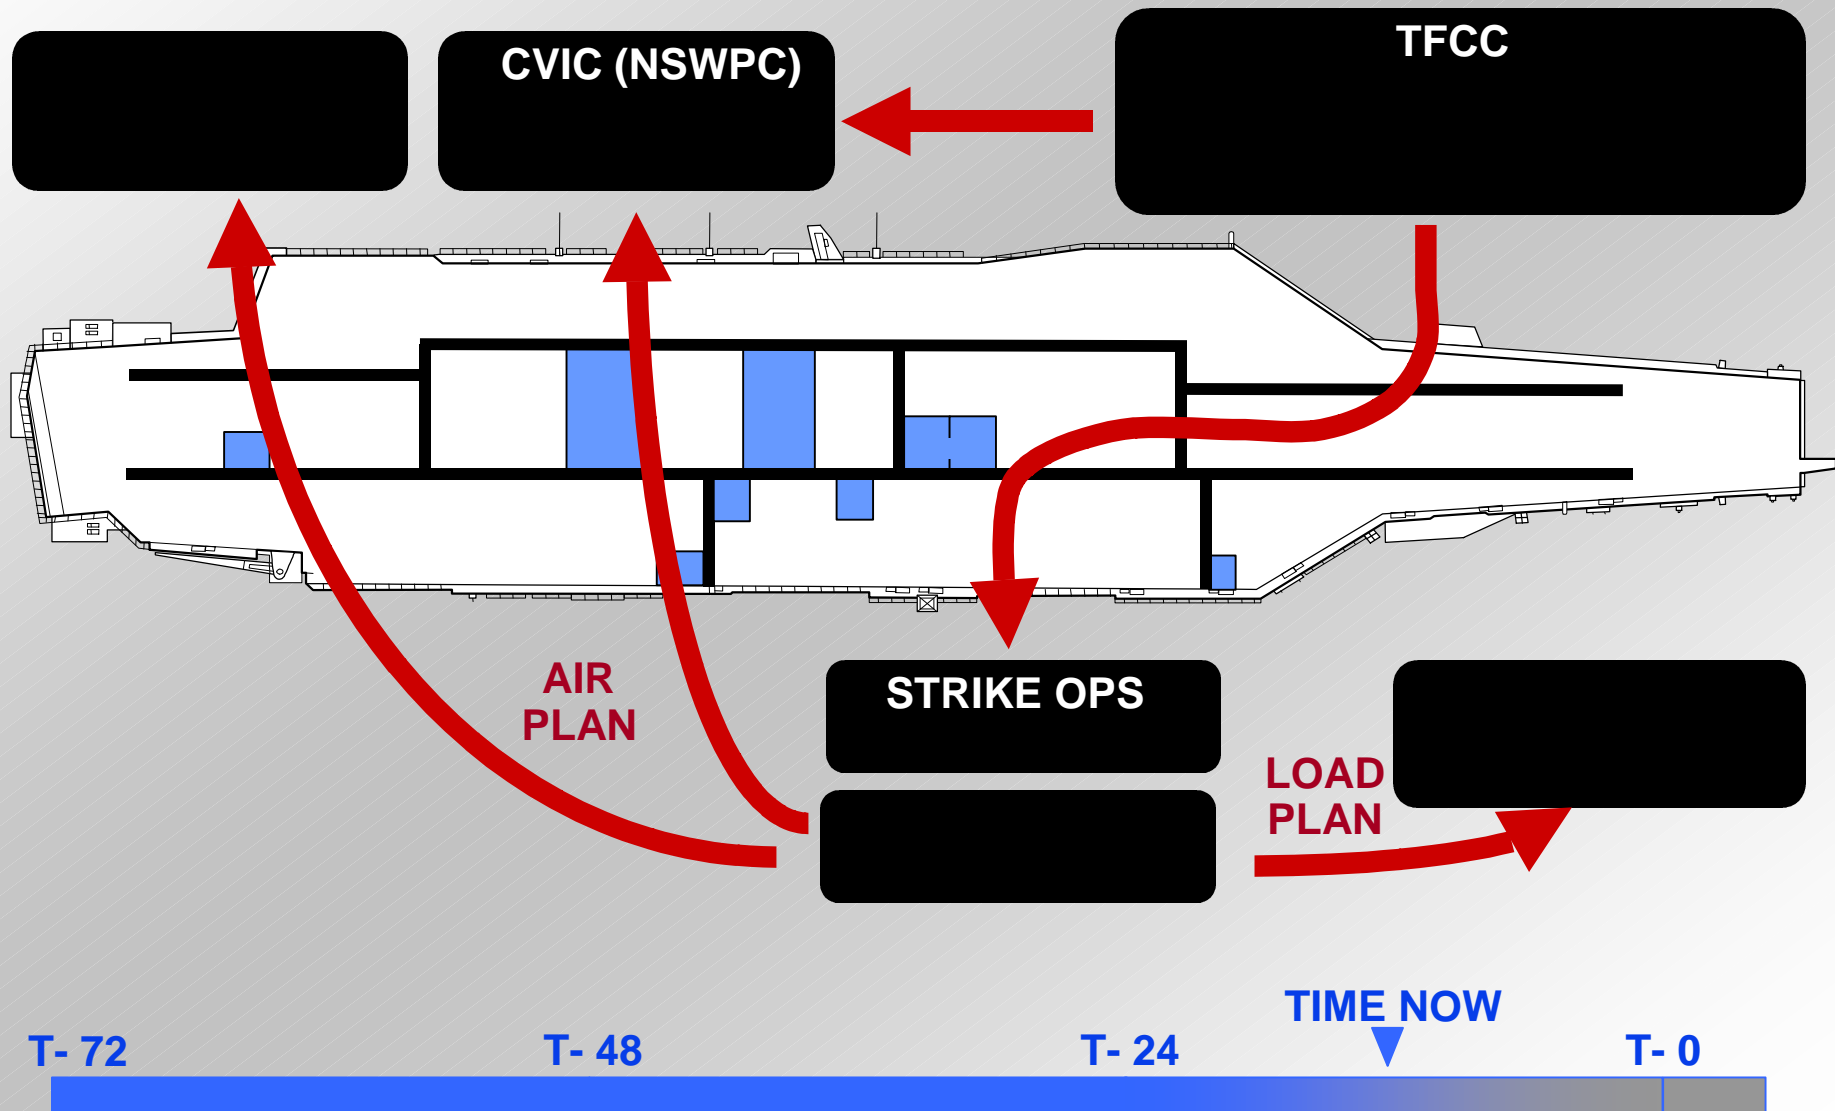 CVIC (NSWPC)
TFCC
AIR
PLAN
STRIKE OPS
LOAD
PLAN
TIME NOW
T- 72
T- 48
T- 24
T- 0